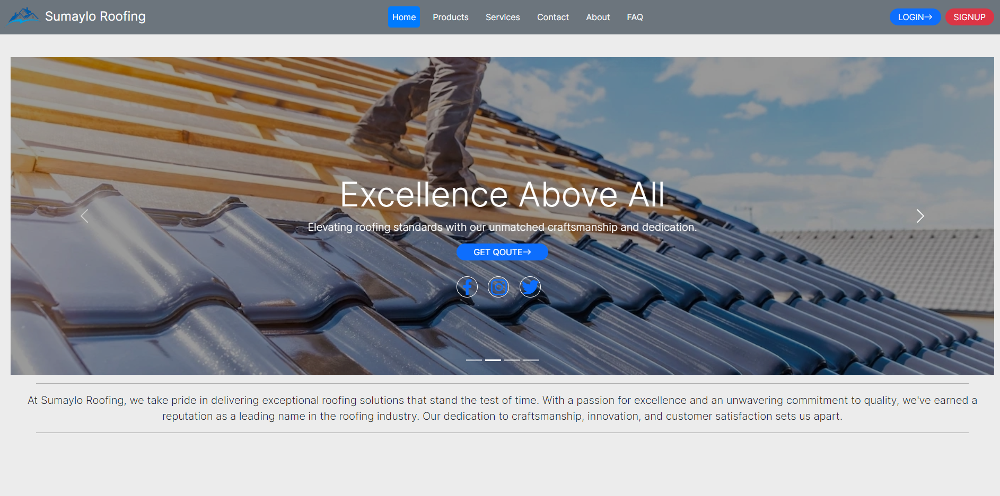 Sumaylo Roofing
Home Products Services Contact About FAQ
LOGIN→ SIGNUP
Excellence Above All
Elevating roofing standards with our unmatched craftsmanship and dedication.
GET QOUTE→
At Sumaylo Roofing, we take pride in delivering exceptional roofing solutions that stand the test of time. With a passion for excellence and an unwavering commitment to quality, we've earned a
reputation as a leading name in the roofing industry. Our dedication to craftsmanship, innovation, and customer satisfaction sets us apart.